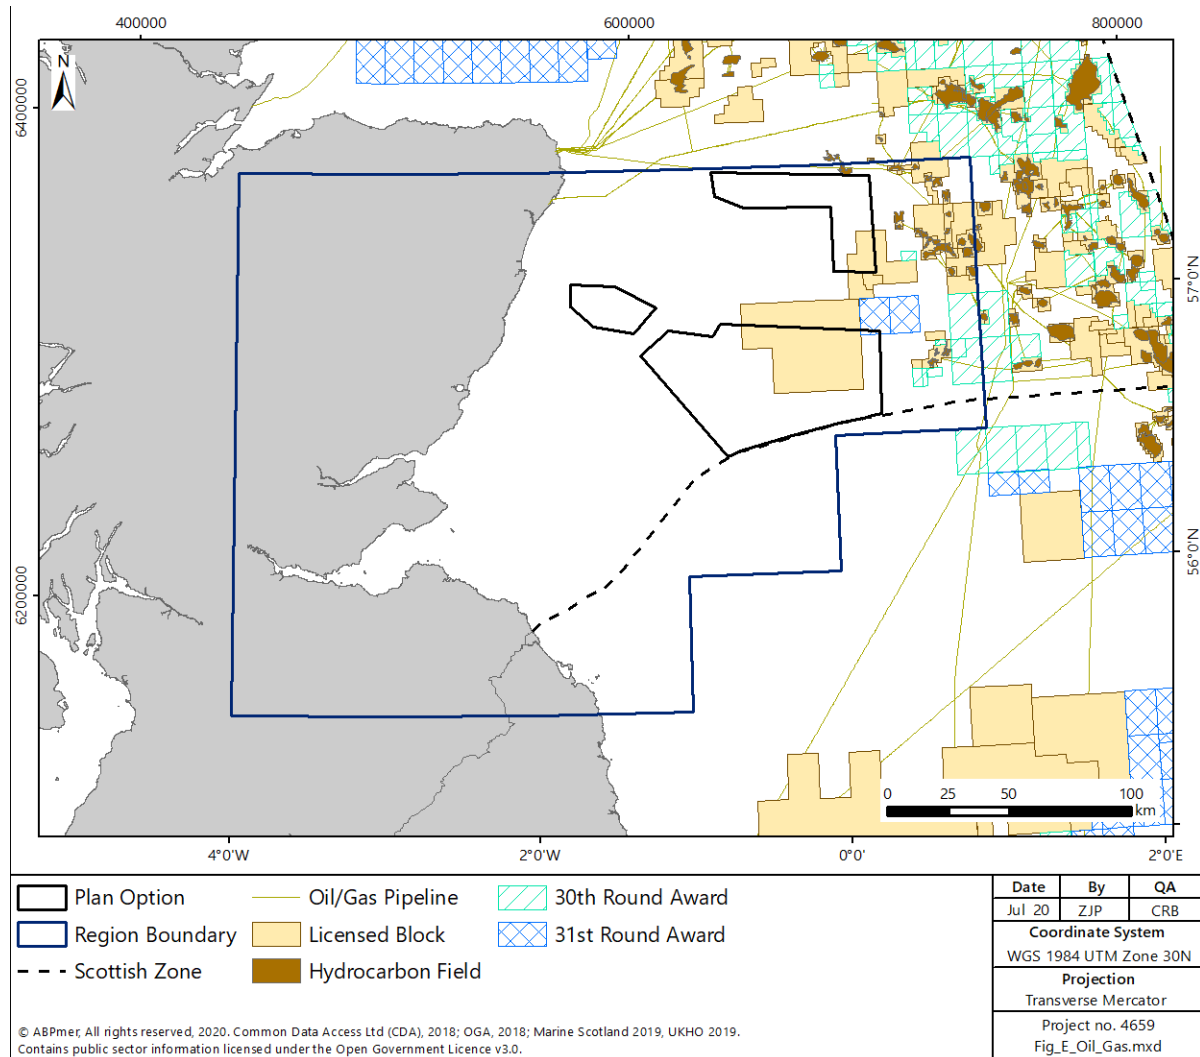 400000
600000
800000
N
6400000
57°0'N
56°0'N
6200000
0
25
50
100
km
4°0'W
2°0'W
0°0'
2°0'E
Plan Option
Oil/Gas Pipeline
30th Round Award
Region Boundary
Licensed Block
31st Round Award
Scottish Zone
Hydrocarbon Field
Date
By
QA
Jul 20
ZJP
CRB
Coordinate System
WGS 1984 UTM Zone 30N
Projection
Transverse Mercator
Project no. 4659
Fig_E_Oil_Gas.mxd
© ABPmer, All rights reserved, 2020. Common Data Access Ltd (CDA), 2018; OGA, 2018; Marine Scotland 2019, UKHO 2019.
Contains public sector information licensed under the Open Government Licence v3.0.